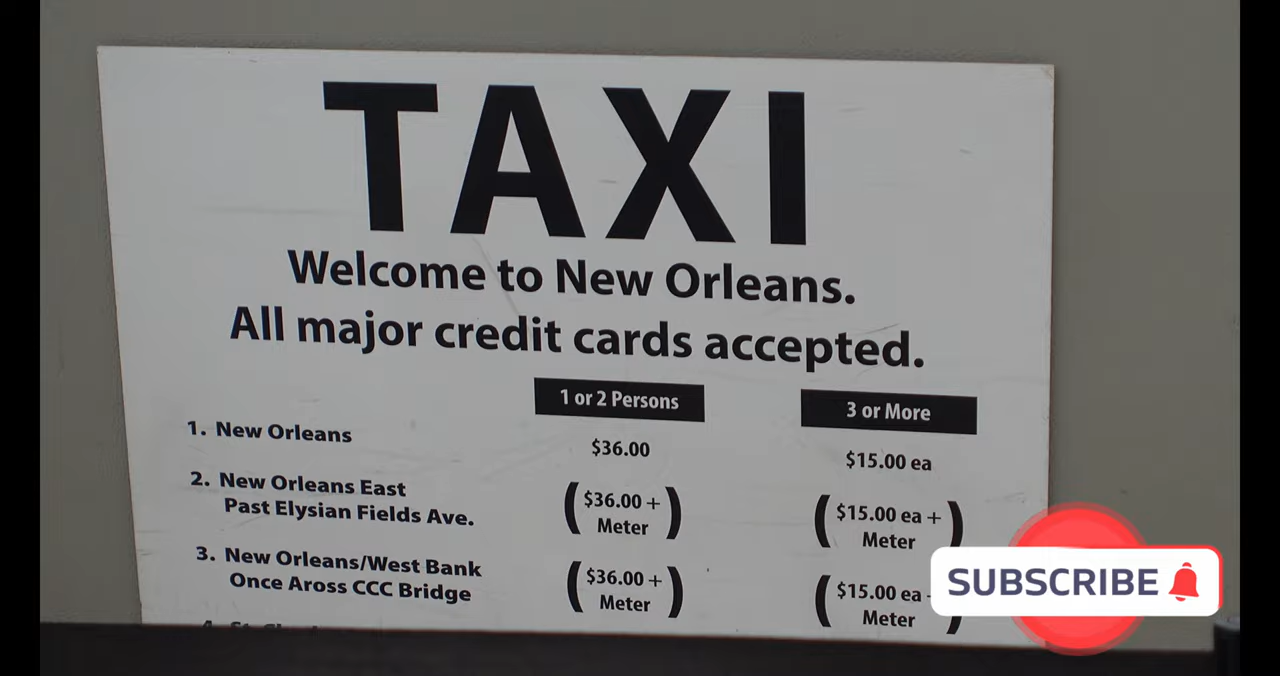 TAXI
Welcome to New Orleans.
All major credit cards accepted.
1 or 2 Persons
3 or More
1. New Orleans
$36.00
$15.00 ea
2. New Orleans East
Past Elysian Fields Ave.
($36.00 +
Meter)
($15.00 ea +
Meter)
3. New Orleans/West Bank
Once Aross CCC Bridge
($36.00 +
Meter)
($15.00 ea
Meter)
SUBSCRIBE